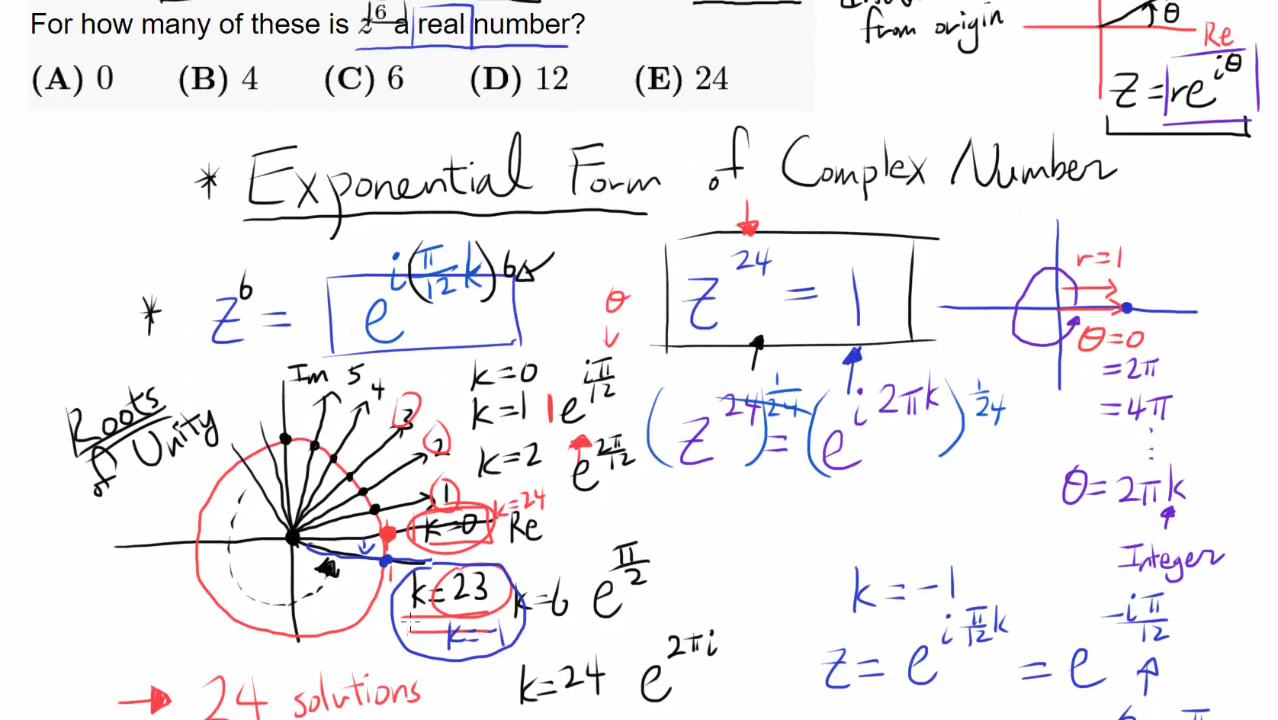 For how many of these is z⁶ a real number?
(A) 0 (B) 4 (C) 6 (D) 12 (E) 24
from origin
θ
Re
z = re^{iθ}
* Exponential Form of Complex Number
* z⁶ = e^{i(π/12 k)6}
z^{24} = 1
r=1
θ=0
=2π
=4π
⋮
θ=2πk
Integer
θ
↓
k=0
k=1 1e^{iπ/12}
k=2 e^{2π/12}
(z^{24})^{1/24} = (e^{i2πk})^{1/24}
Roots of Unity
Im 5 4 3 2 1
k=24
k=0 Re
k=23
k=-1
k=6 e^{π/2}
k=24 e^{2πi}
k=-1
z = e^{i π/12 k} = e^{-iπ/12}
→ 24 solutions